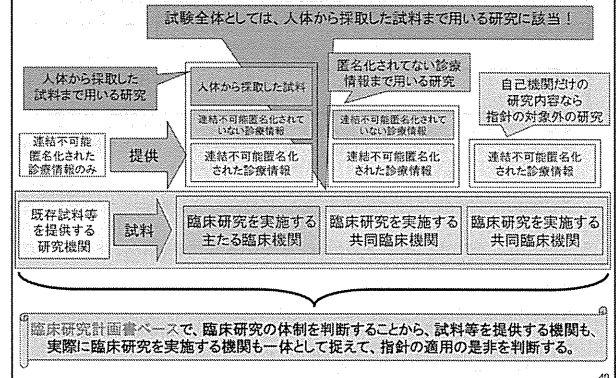 試験全体としては、人体から採取した試料まで用いる研究に該当！
人体から採取した
試料まで用いる研究
人体から採取した試料
匿名化されてない診療
情報まで用いる研究
自己機関だけの
研究内容なら
指針の対象外の研究
連結不可能匿名化されて
いない診療情報
連結不可能匿名化されて
いない診療情報
連結不可能
匿名化された
診療情報のみ
提供
連結不可能匿名化
された診療情報
連結不可能匿名化
された診療情報
連結不可能匿名化
された診療情報
既存試料等
を提供する
研究機関
試料
臨床研究を実施する
主たる臨床機関
臨床研究を実施する
共同臨床機関
臨床研究を実施する
共同臨床機関
臨床研究計画書ベースで、臨床研究の体制を判断することから、試料等を提供する機関も、
実際に臨床研究を実施する機関も一体として捉えて、指針の適用の是非を判断する。